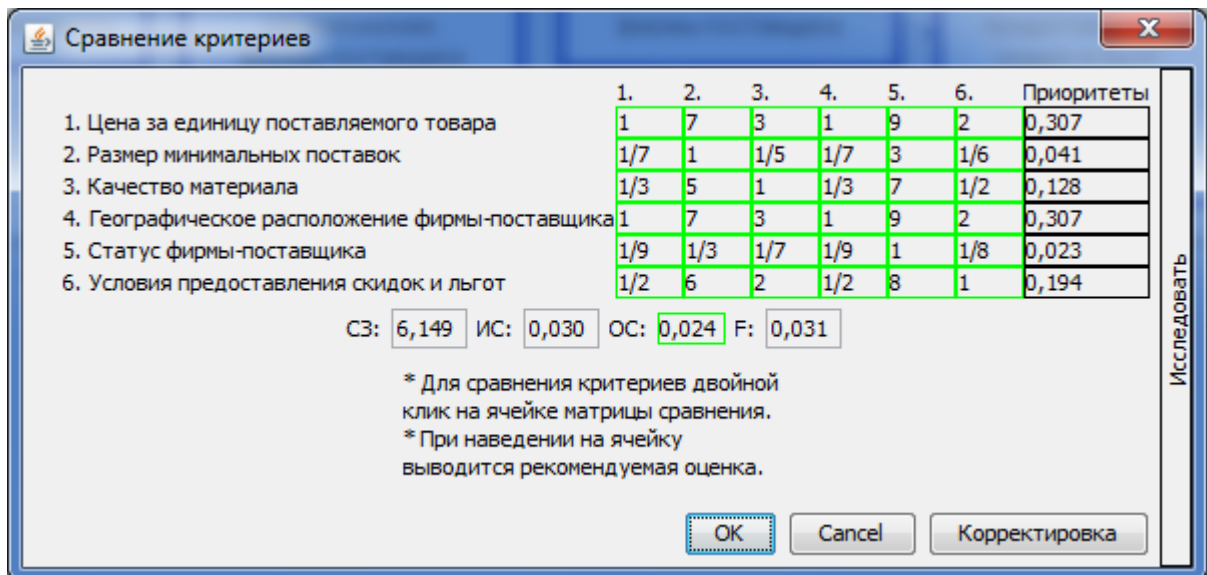 Сравнение критериев
1. 2. 3. 4. 5. 6. Приоритеты
1. Цена за единицу поставляемого товара 1 7 3 1 9 2 0,307
2. Размер минимальных поставок 1/7 1 1/5 1/7 3 1/6 0,041
3. Качество материала 1/3 5 1 1/3 7 1/2 0,128
4. Географическое расположение фирмы-поставщика 1 7 3 1 9 2 0,307
5. Статус фирмы-поставщика 1/9 1/3 1/7 1/9 1 1/8 0,023
6. Условия предоставления скидок и льгот 1/2 6 2 1/2 8 1 0,194
СЗ: 6,149 ИС: 0,030 ОС: 0,024 F: 0,031
* Для сравнения критериев двойной
клик на ячейке матрицы сравнения.
* При наведении на ячейку
выводится рекомендуемая оценка.
OK Cancel Корректировка
Исследовать